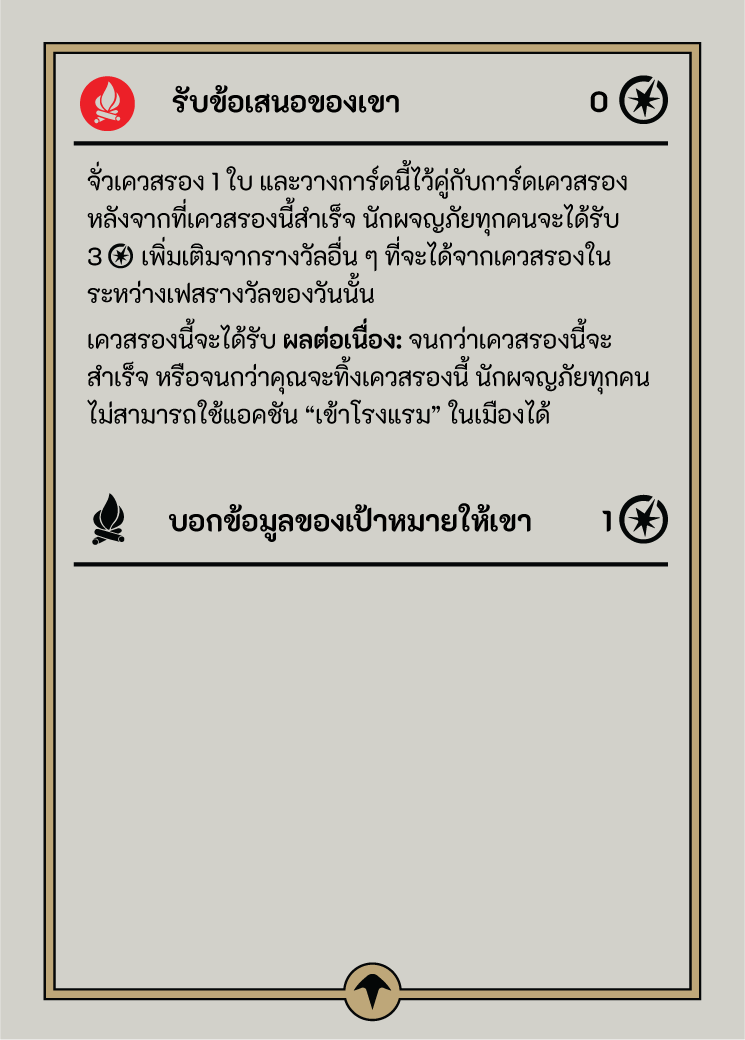 รับข้อเสนอของเขา 0
จั่วเควสรอง 1 ใบ และวางการ์ดนี้ไว้คู่กับการ์ดเควสรอง
หลังจากที่เควสรองนี้สำเร็จ นักผจญภัยทุกคนจะได้รับ
3 เพิ่มเติมจากรางวัลอื่น ๆ ที่จะได้จากเควสรองใน
ระหว่างเฟสรางวัลของวันนั้น
เควสรองนี้จะได้รับ ผลต่อเนื่อง: จนกว่าเควสรองนี้จะ
สำเร็จ หรือจนกว่าคุณจะทิ้งเควสรองนี้ นักผจญภัยทุกคน
ไม่สามารถใช้แอคชัน “เข้าโรงแรม” ในเมืองได้
บอกข้อมูลของเป้าหมายให้เขา 1